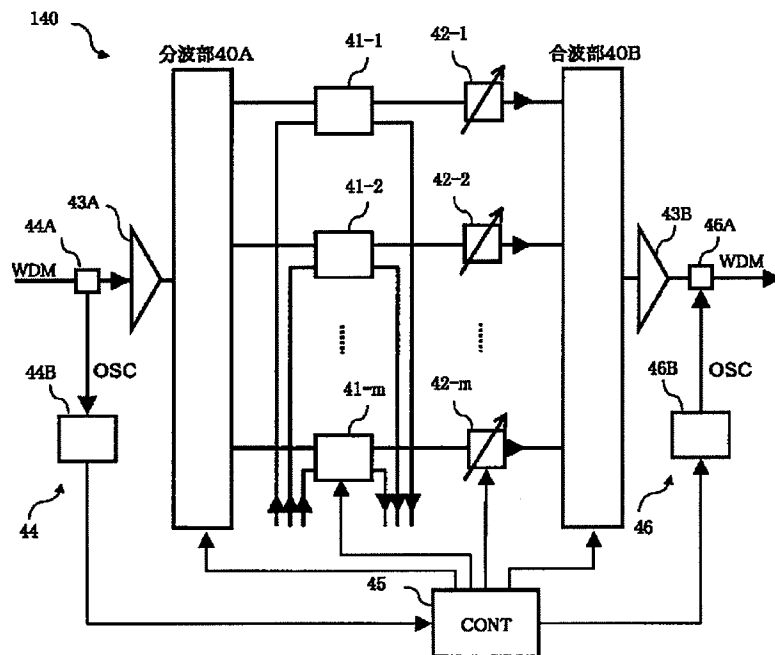 140
分波部40A
41-1
42-1
合波部40B
43A
44A
41-2
42-2
43B
46A
WDM
WDM
OSC
44B
41-m
42-m
OSC
46B
44
46
45
CONT